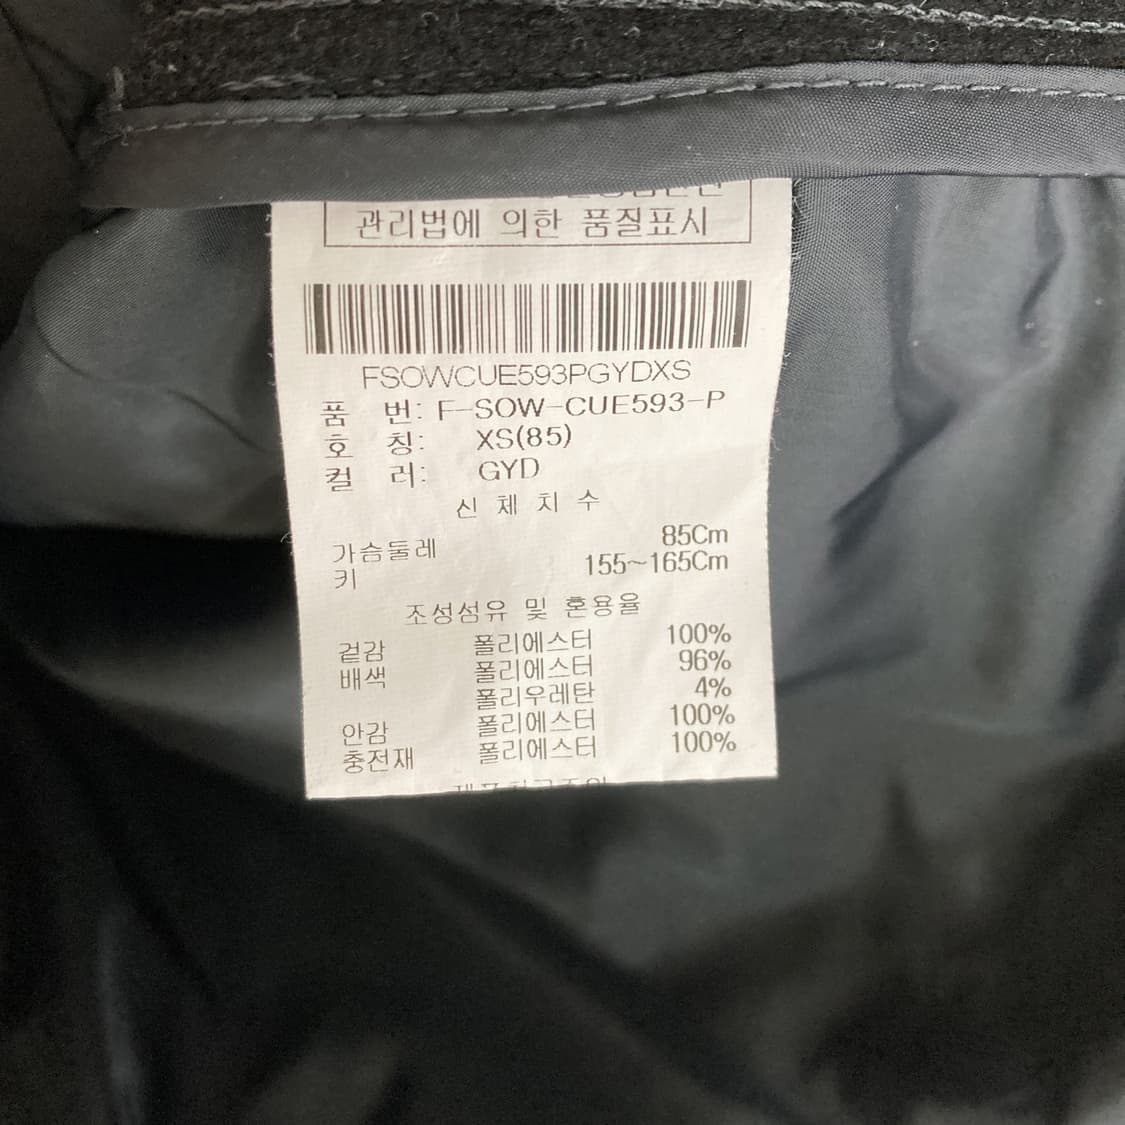 관리법에 의한 품질표시
FSOWCUE593PGYDXS
품 번: F-SOW-CUE593-P
호 칭: XS(85)
컬 러: GYD
신 체 치 수
가슴둘레 85Cm
키 155~165Cm
조성섬유 및 혼용율
겉감 폴리에스터 100%
배색 폴리에스터 96%
폴리우레탄 4%
안감 폴리에스터 100%
충전재 폴리에스터 100%